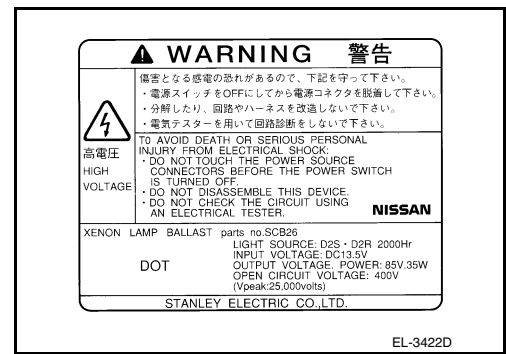 WARNING 警告
傷害となる感電の恐れがあるので、下記を守って下さい。
・電源スイッチをOFFにしてから電源コネクタを脱着して下さい。
・分解したり、回路やハーネスを改造しないで下さい。
・電気テスターを用いて回路診断をしないで下さい。
高電圧
HIGH
VOLTAGE
TO AVOID DEATH OR SERIOUS PERSONAL
INJURY FROM ELECTRICAL SHOCK:
・DO NOT TOUCH THE POWER SOURCE
CONNECTORS BEFORE THE POWER SWITCH
IS TURNED OFF.
・DO NOT DISASSEMBLE THIS DEVICE.
・DO NOT CHECK THE CIRCUIT USING
AN ELECTRICAL TESTER.
NISSAN
XENON LAMP BALLAST parts no.SCB26
DOT
LIGHT SOURCE: D2S・D2R 2000Hr
INPUT VOLTAGE: DC13.5V
OUTPUT VOLTAGE. POWER: 85V.35W
OPEN CIRCUIT VOLTAGE: 400V
(Vpeak:25,000volts)
STANLEY ELECTRIC CO.,LTD.
EL-3422D